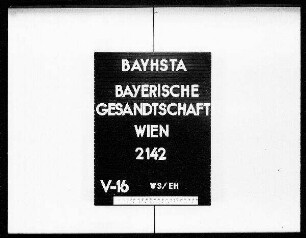 BAYHSTA
BAYERISCHE
GESANDTSCHAFT
WIEN
2142
V-16 WS/EH